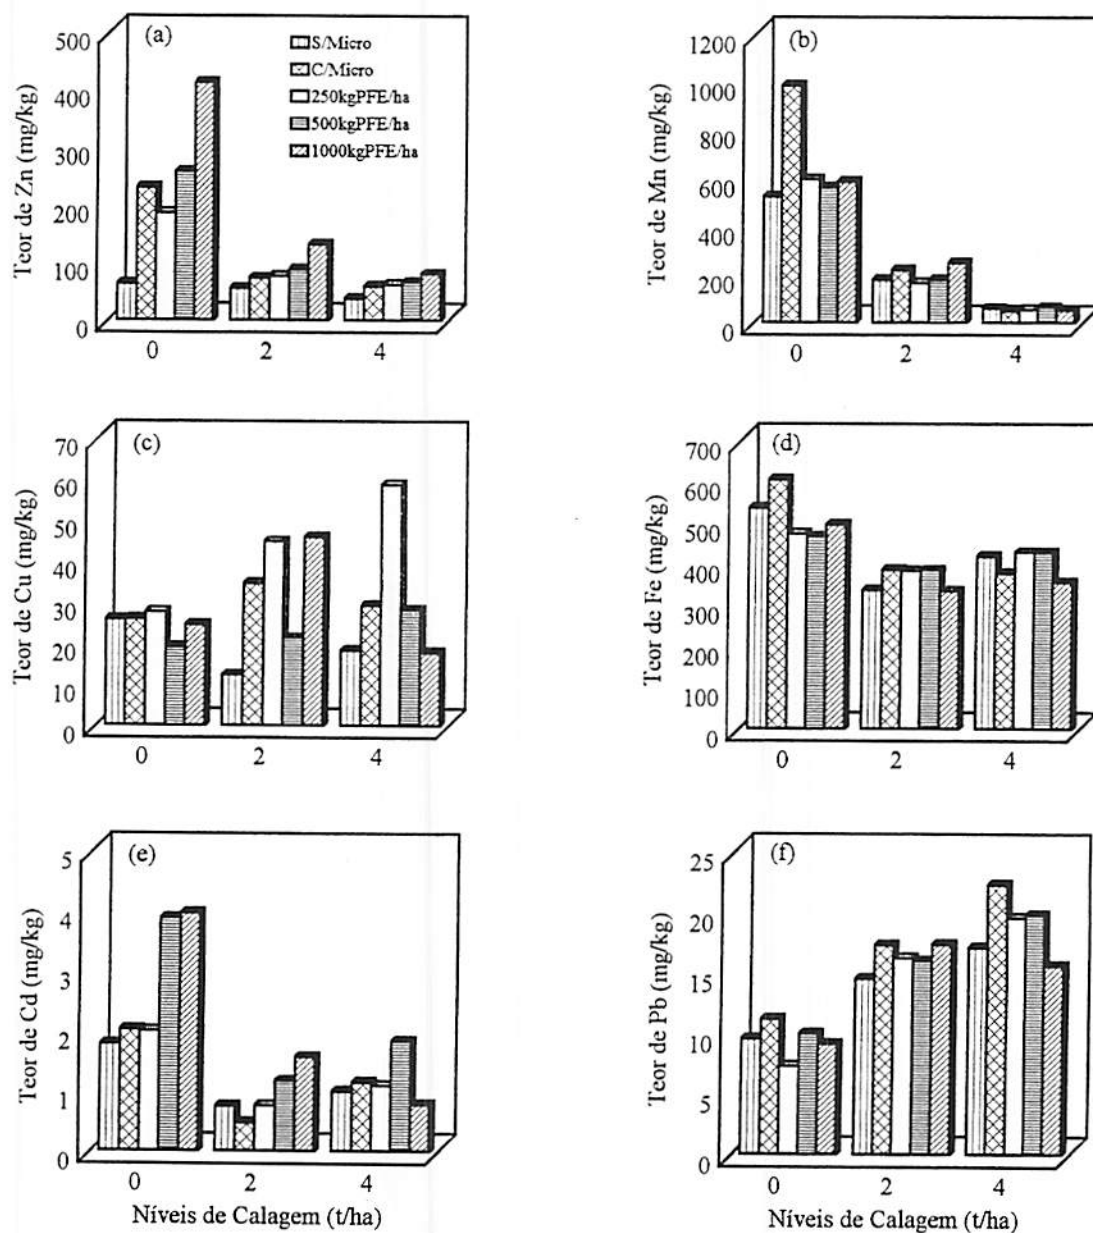 (a)
Teor de Zn (mg/kg)
500
400
300
200
100
0
S/Micro
C/Micro
250kgPFE/ha
500kgPFE/ha
1000kgPFE/ha
0 2 4
(b)
Teor de Mn (mg/kg)
1200
1000
800
600
400
200
0
0 2 4
(c)
Teor de Cu (mg/kg)
70
60
50
40
30
20
10
0
0 2 4
(d)
Teor de Fe (mg/kg)
700
600
500
400
300
200
100
0
0 2 4
(e)
Teor de Cd (mg/kg)
5
4
3
2
1
0
0 2 4
Níveis de Calagem (t/ha)
(f)
Teor de Pb (mg/kg)
25
20
15
10
5
0
0 2 4
Níveis de Calagem (t/ha)